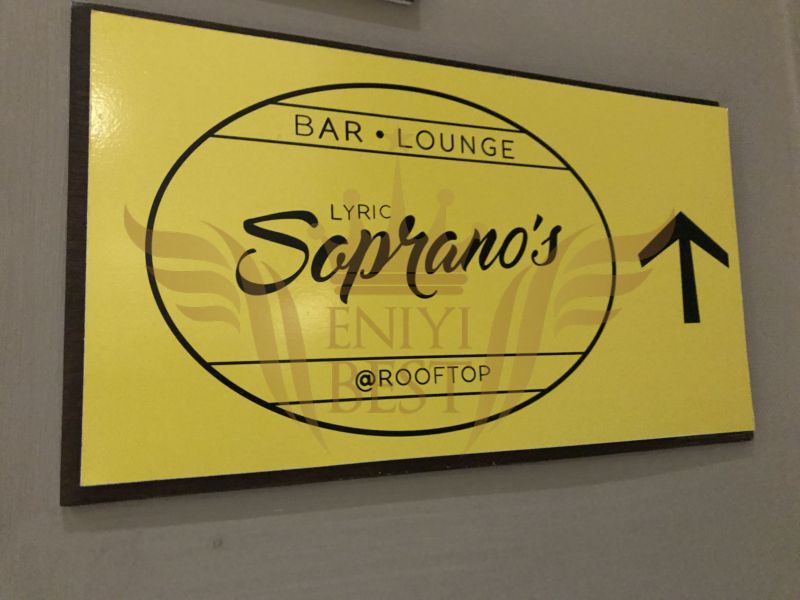 BAR • LOUNGE
LYRIC
Soprano's
ENIYI
BEST
@ROOFTOP